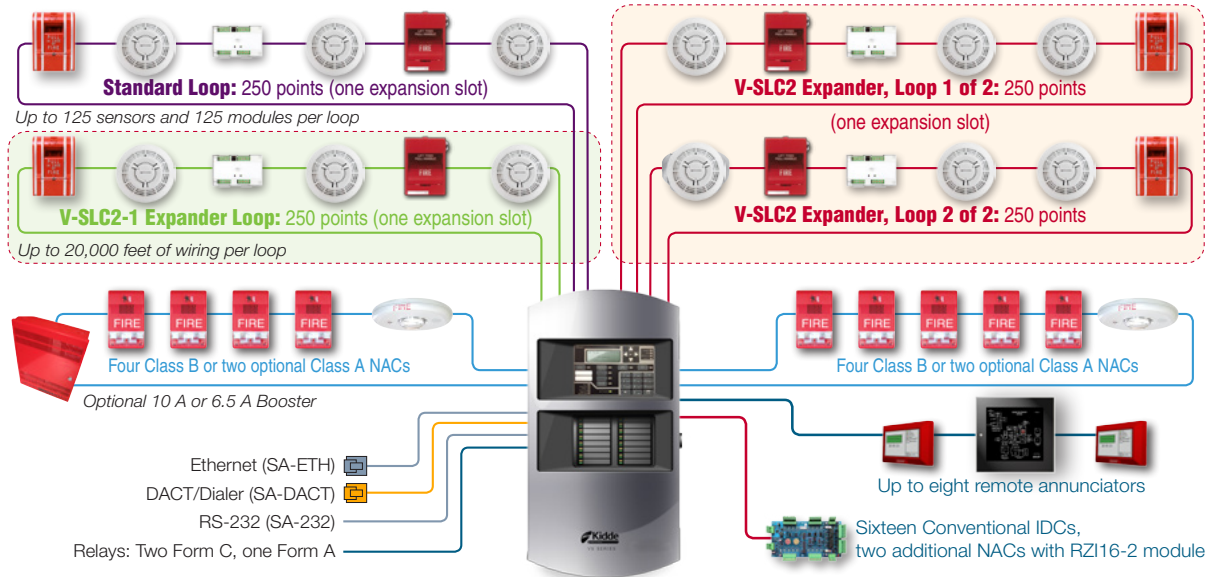 Standard Loop: 250 points (one expansion slot)
Up to 125 sensors and 125 modules per loop
V-SLC2-1 Expander Loop: 250 points (one expansion slot)
Up to 20,000 feet of wiring per loop
V-SLC2 Expander, Loop 1 of 2: 250 points
(one expansion slot)
V-SLC2 Expander, Loop 2 of 2: 250 points
FIRE
FIRE
FIRE
FIRE
FIRE
Four Class B or two optional Class A NACs
Optional 10 A or 6.5 A Booster
FIRE
FIRE
FIRE
FIRE
FIRE
Four Class B or two optional Class A NACs
Ethernet (SA-ETH)
DACT/Dialer (SA-DACT)
RS-232 (SA-232)
Relays: Two Form C, one Form A
Kidde
VS SERIES
Up to eight remote annunciators
Sixteen Conventional IDCs,
two additional NACs with RZI16-2 module